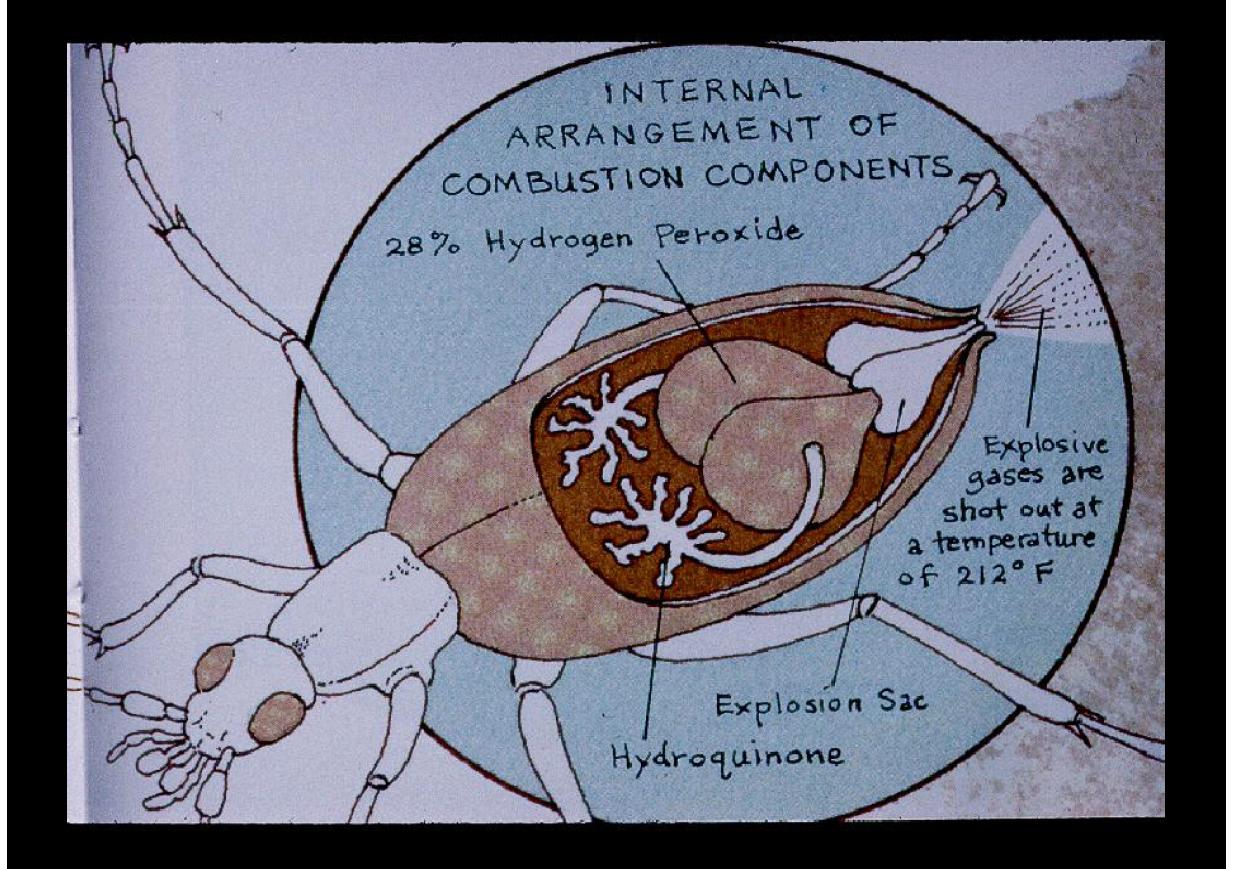 INTERNAL
ARRANGEMENT OF
COMBUSTION COMPONENTS
28% Hydrogen Peroxide
Explosive
gases are
shot out at
a temperature
of 212° F
Explosion Sac
Hydroquinone